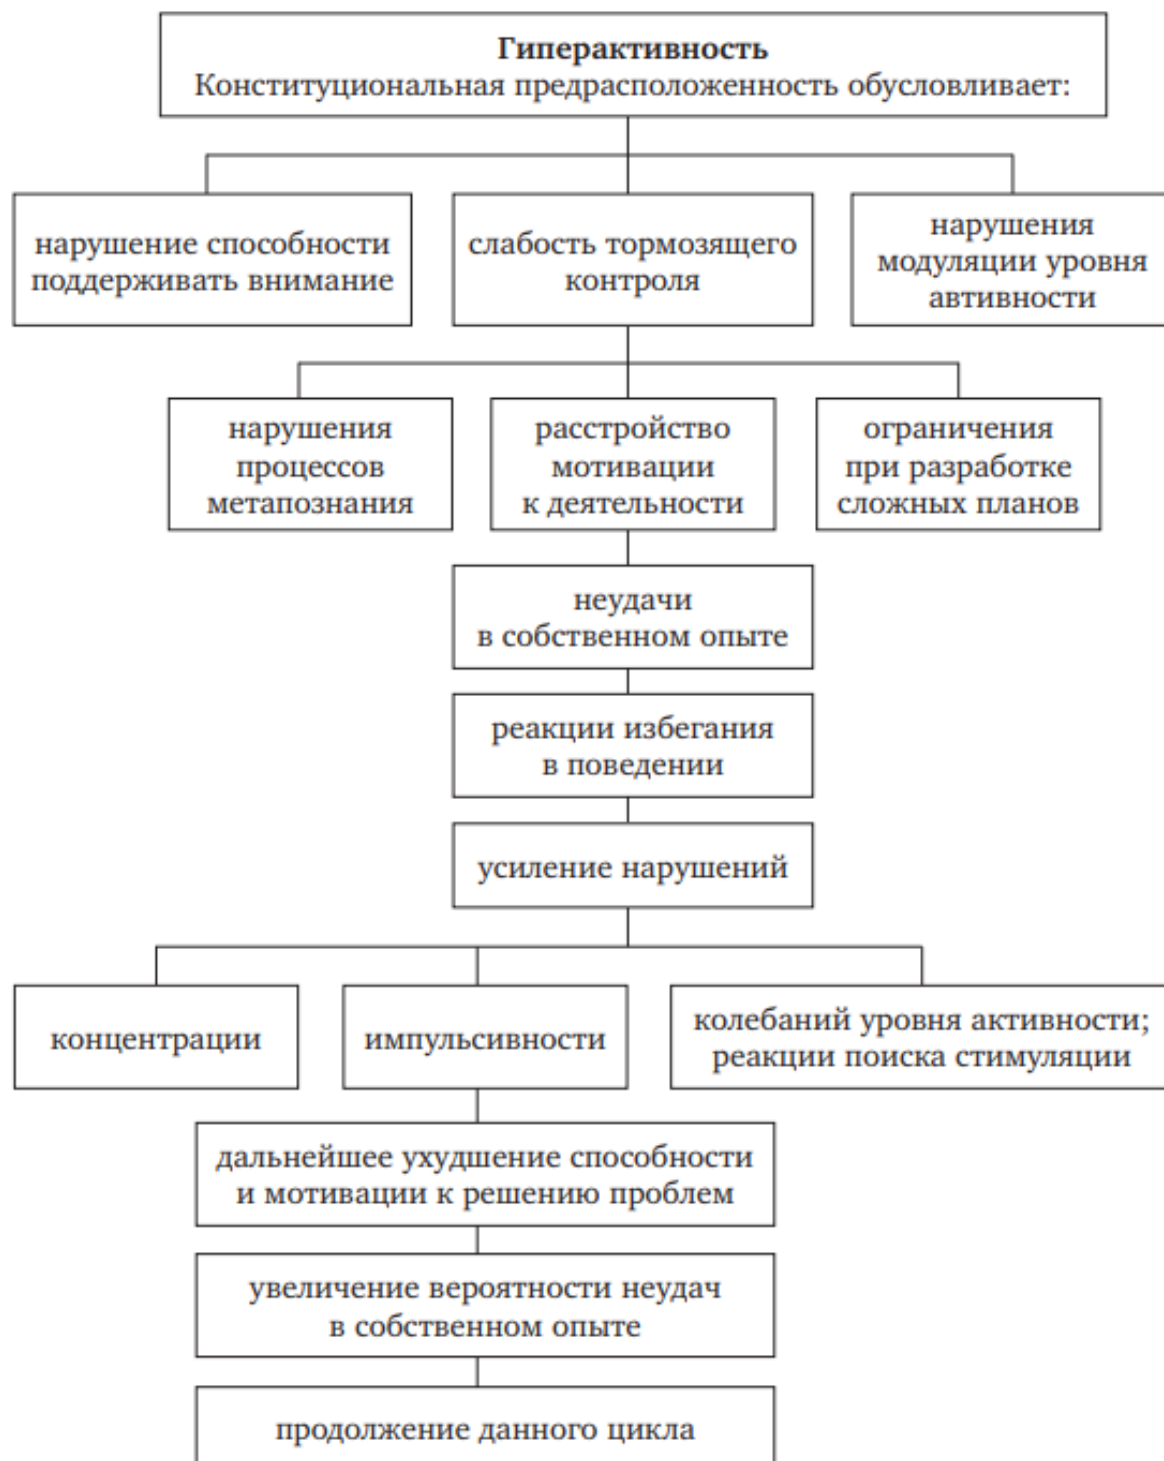 Гиперактивность
Конституциональная предрасположенность обусловливает:
нарушение способности
поддерживать внимание
слабость тормозящего
контроля
нарушения
модуляции уровня
автивности
нарушения
процессов
метапознания
расстройство
мотивации
к деятельности
ограничения
при разработке
сложных планов
неудачи
в собственном опыте
реакции избегания
в поведении
усиление нарушений
концентрации
импульсивности
колебаний уровня активности;
реакции поиска стимуляции
дальнейшее ухудшение способности
и мотивации к решению проблем
увеличение вероятности неудач
в собственном опыте
продолжение данного цикла